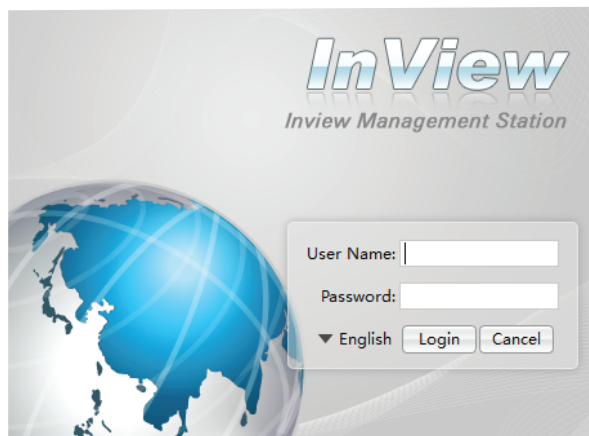 InView
Inview Management Station
User Name:
Password:
English Login Cancel